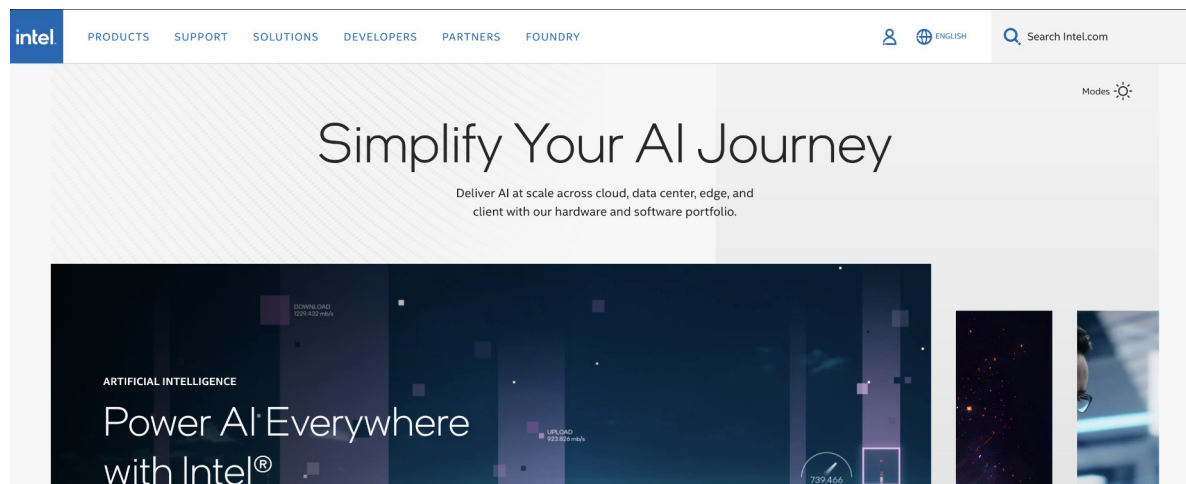 intel.
PRODUCTS SUPPORT SOLUTIONS DEVELOPERS PARTNERS FOUNDRY
ENGLISH
Search Intel.com
Modes
Simplify Your AI Journey
Deliver AI at scale across cloud, data center, edge, and
client with our hardware and software portfolio.
DOWNLOAD
1229.432 mb/s
ARTIFICIAL INTELLIGENCE
Power AI Everywhere
with Intel®
UPLOAD
923.826 mb/s
739.466